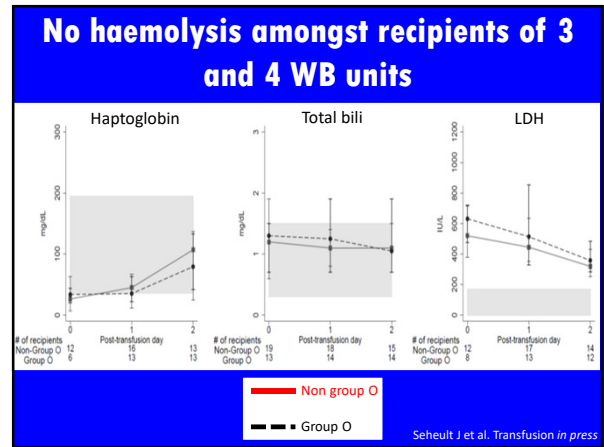 No haemolysis amongst recipients of 3
and 4 WB units
Haptoglobin
300
200
100
0
mg/dL
0 1 2
# of recipients Post-transfusion day
Non-Group O 12 16 13
Group O 6 13 13
Total bili
3
2
1
0
mg/dL
0 1 2
# of recipients Post-transfusion day
Non-Group O 19 18 15
Group O 13 14 14
LDH
1200
1000
800
600
400
200
0
IU/L
0 1 2
# of recipients Post-transfusion day
Non-Group O 12 17 14
Group O 8 13 12
Non group O
Group O
Seheult J et al. Transfusion in press